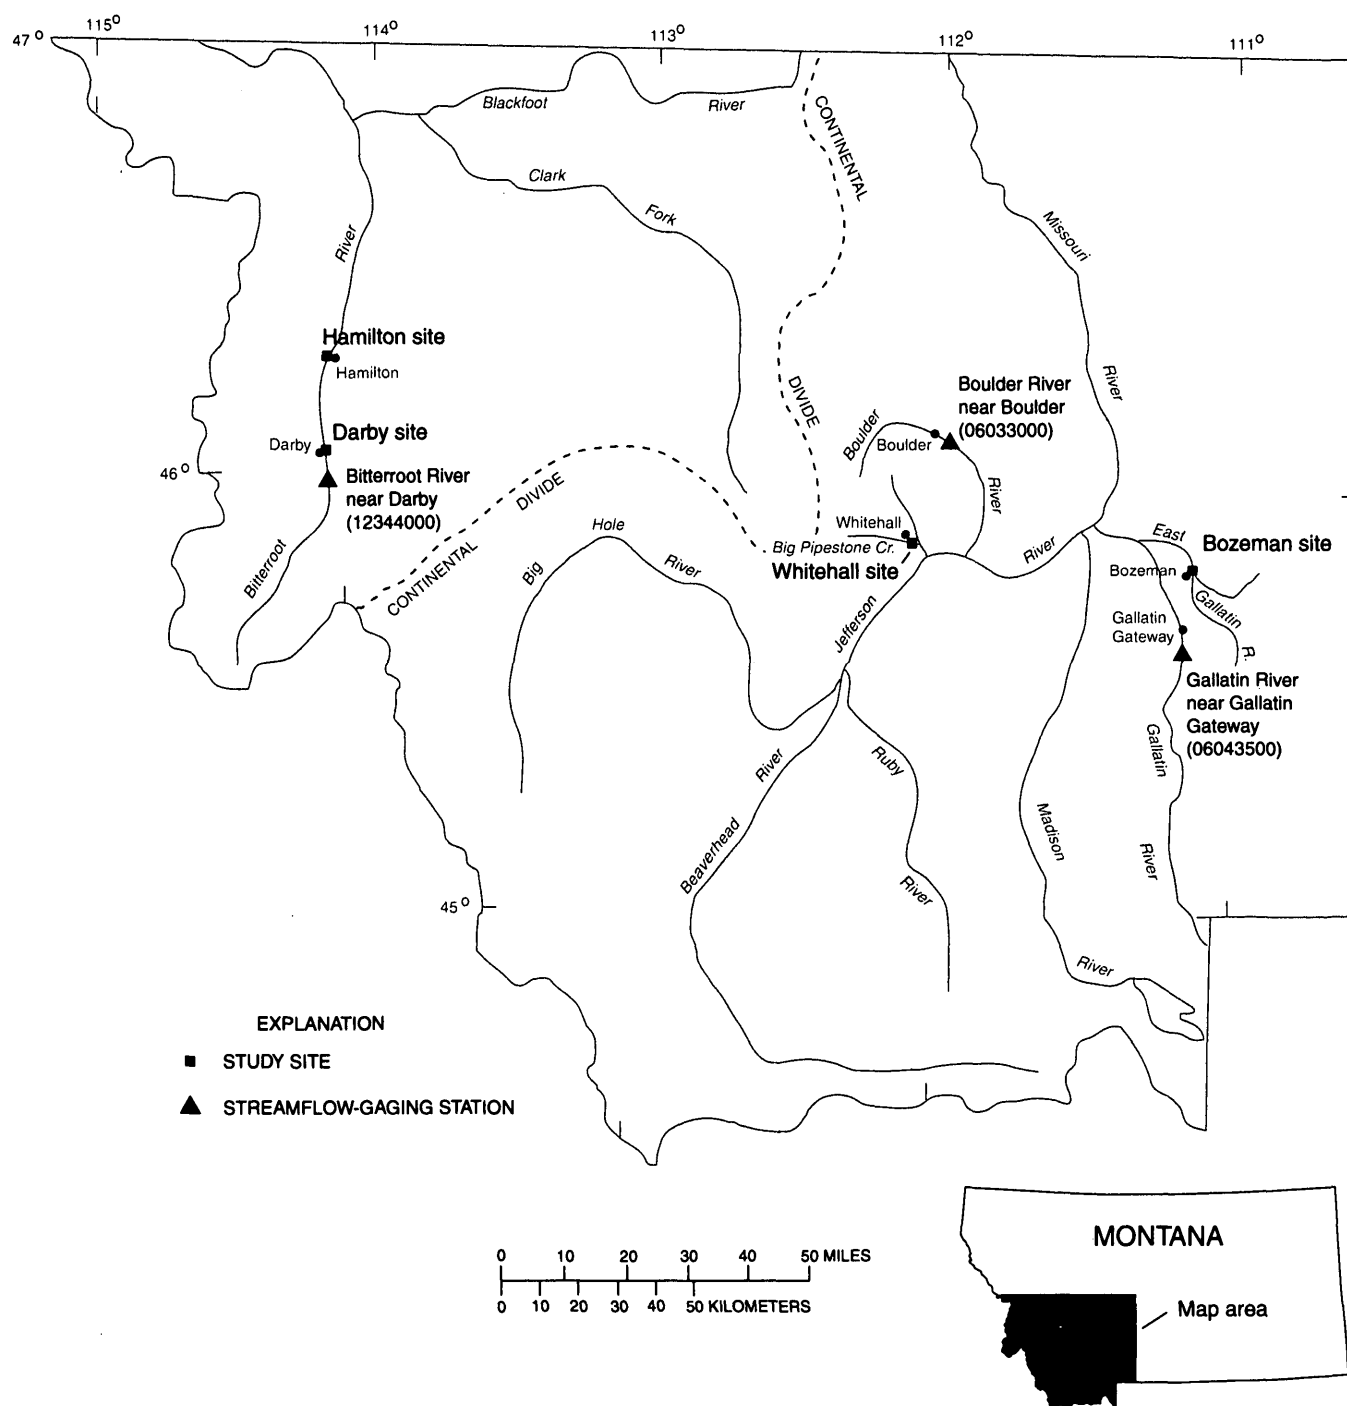 115°
114°
113°
112°
111°
47°
Blackfoot
River
CONTINENTAL
Clark
Fork
River
Missouri
Hamilton site
Hamilton
DIVIDE
River
Boulder River
near Boulder
(06033000)
Boulder
Boulder
Darby site
Darby
46°
Bitterroot River
near Darby
(12344000)
DIVIDE
River
Hole
Whitehall
Big Pipestone Cr.
Whitehall site
River
East
Bozeman site
Bozeman
Bitterroot
CONTINENTAL
Big
River
Jefferson
Gallatin
R.
Gallatin
Gateway
Gallatin River
near Gallatin
Gateway
(06043500)
River
Ruby
Gallatin
Beaverhead
Madison
River
River
45°
River
EXPLANATION
STUDY SITE
STREAMFLOW-GAGING STATION
0 10 20 30 40 50 MILES
0 10 20 30 40 50 KILOMETERS
MONTANA
Map area